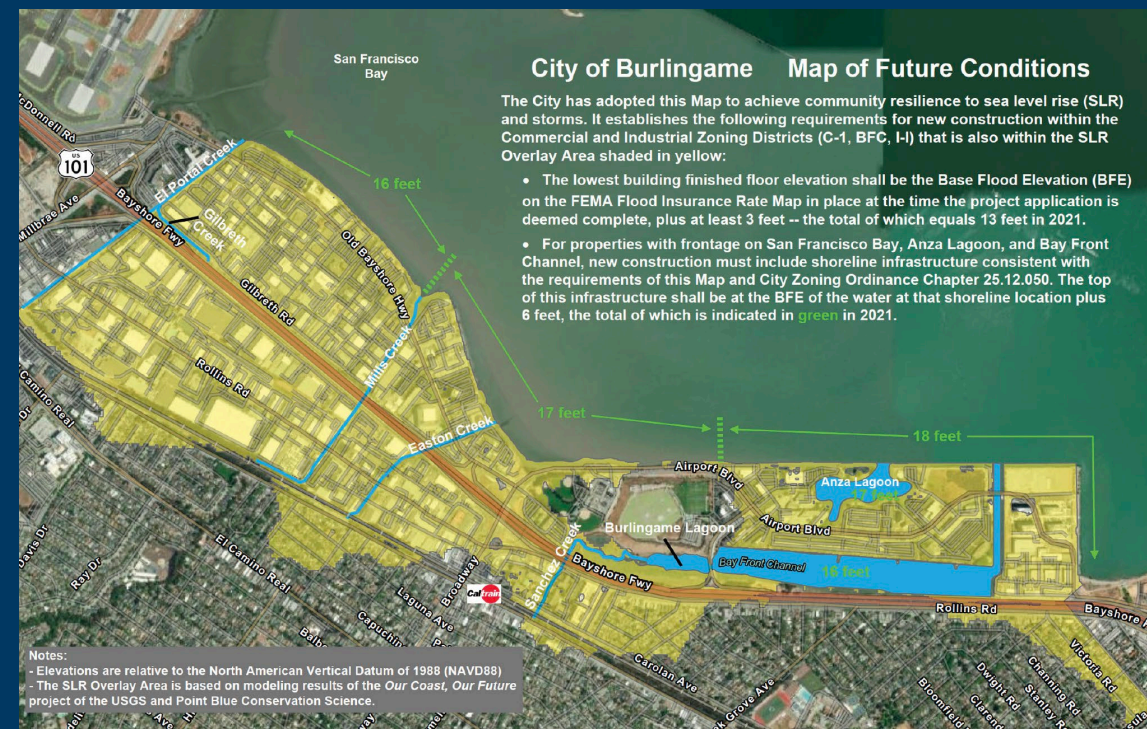 San Francisco
Bay
City of Burlingame Map of Future Conditions
The City has adopted this Map to achieve community resilience to sea level rise (SLR)
and storms. It establishes the following requirements for new construction within the
Commercial and Industrial Zoning Districts (C-1, BFC, I-I) that is also within the SLR
Overlay Area shaded in yellow:
• The lowest building finished floor elevation shall be the Base Flood Elevation (BFE)
on the FEMA Flood Insurance Rate Map in place at the time the project application is
deemed complete, plus at least 3 feet -- the total of which equals 13 feet in 2021.
• For properties with frontage on San Francisco Bay, Anza Lagoon, and Bay Front
Channel, new construction must include shoreline infrastructure consistent with
the requirements of this Map and City Zoning Ordinance Chapter 25.12.050. The top
of this infrastructure shall be at the BFE of the water at that shoreline location plus
6 feet, the total of which is indicated in green in 2021.
McDonnell Rd
US
101
El Portal Creek
Millbrae Ave
Bayshore Fwy
Gilbreth
Creek
16 feet
Old Bayshore Hwy
Gilbreth Rd
Mills Creek
Rollins Rd
Camino Real
Dr
17 feet
18 feet
Easton Creek
Airport Blvd
Anza Lagoon
17 feet
Airport Blvd
Burlingame Lagoon
Sanchez Creek
Bay Front Channel
16 feet
Bayshore Fwy
Davis Dr
Ray Dr
El Camino Real
Broadway
Caltrain
Laguna Ave
Rollins Rd
Bayshore
Carolan Ave
Grove Ave
Victoria Rd
Channing Rd
Stanley Rd
Dwight Rd
Notes:
- Elevations are relative to the North American Vertical Datum of 1988 (NAVD88)
- The SLR Overlay Area is based on modeling results of the Our Coast, Our Future
project of the USGS and Point Blue Conservation Science.